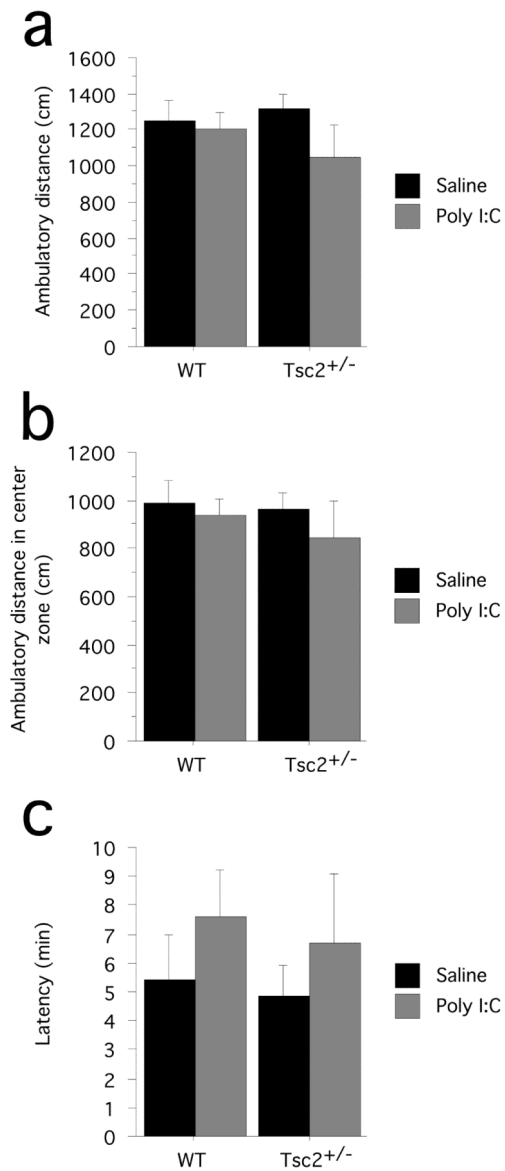 a
Ambulatory distance (cm)
1600
1400
1200
1000
800
600
400
200
0
WT
Tsc2+/-
Saline
Poly I:C
b
Ambulatory distance in center
zone (cm)
1200
1000
800
600
400
200
0
WT
Tsc2+/-
Saline
Poly I:C
c
Latency (min)
10
9
8
7
6
5
4
3
2
1
0
WT
Tsc2+/-
Saline
Poly I:C